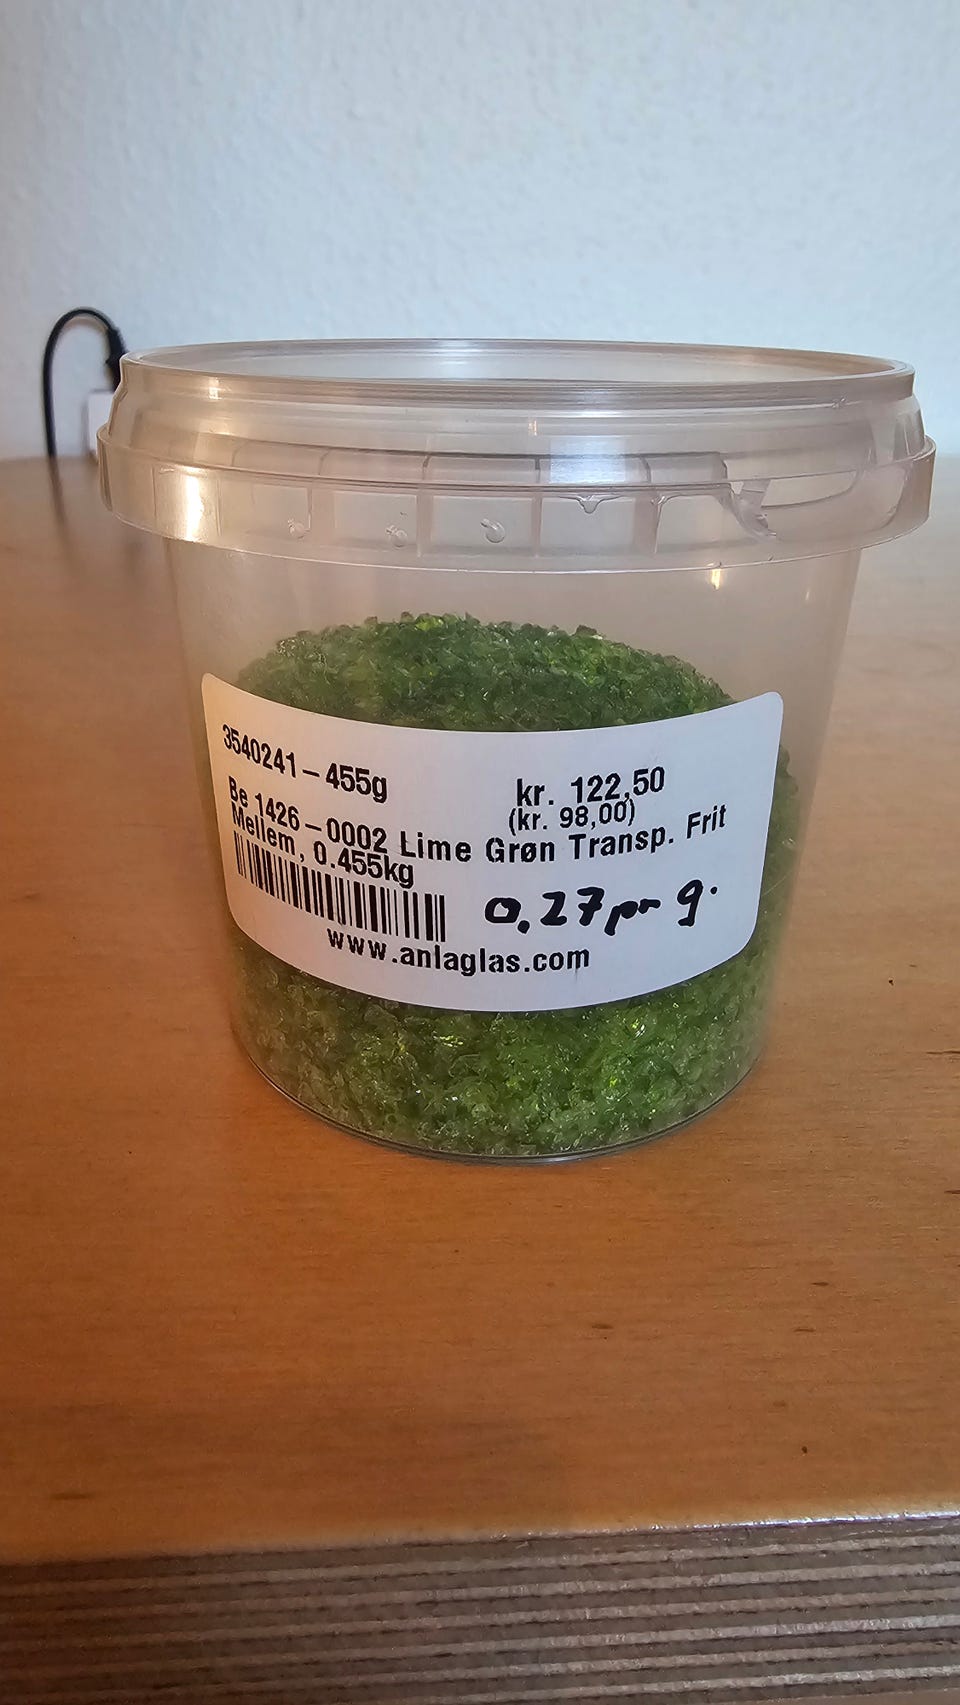 3540241-455g
kr. 122,50
(kr. 98,00)
Be 1426-0002 Lime Grøn Transp. Frit
Mellem, 0.455kg
0,27 pr g.
www.anlaglas.com